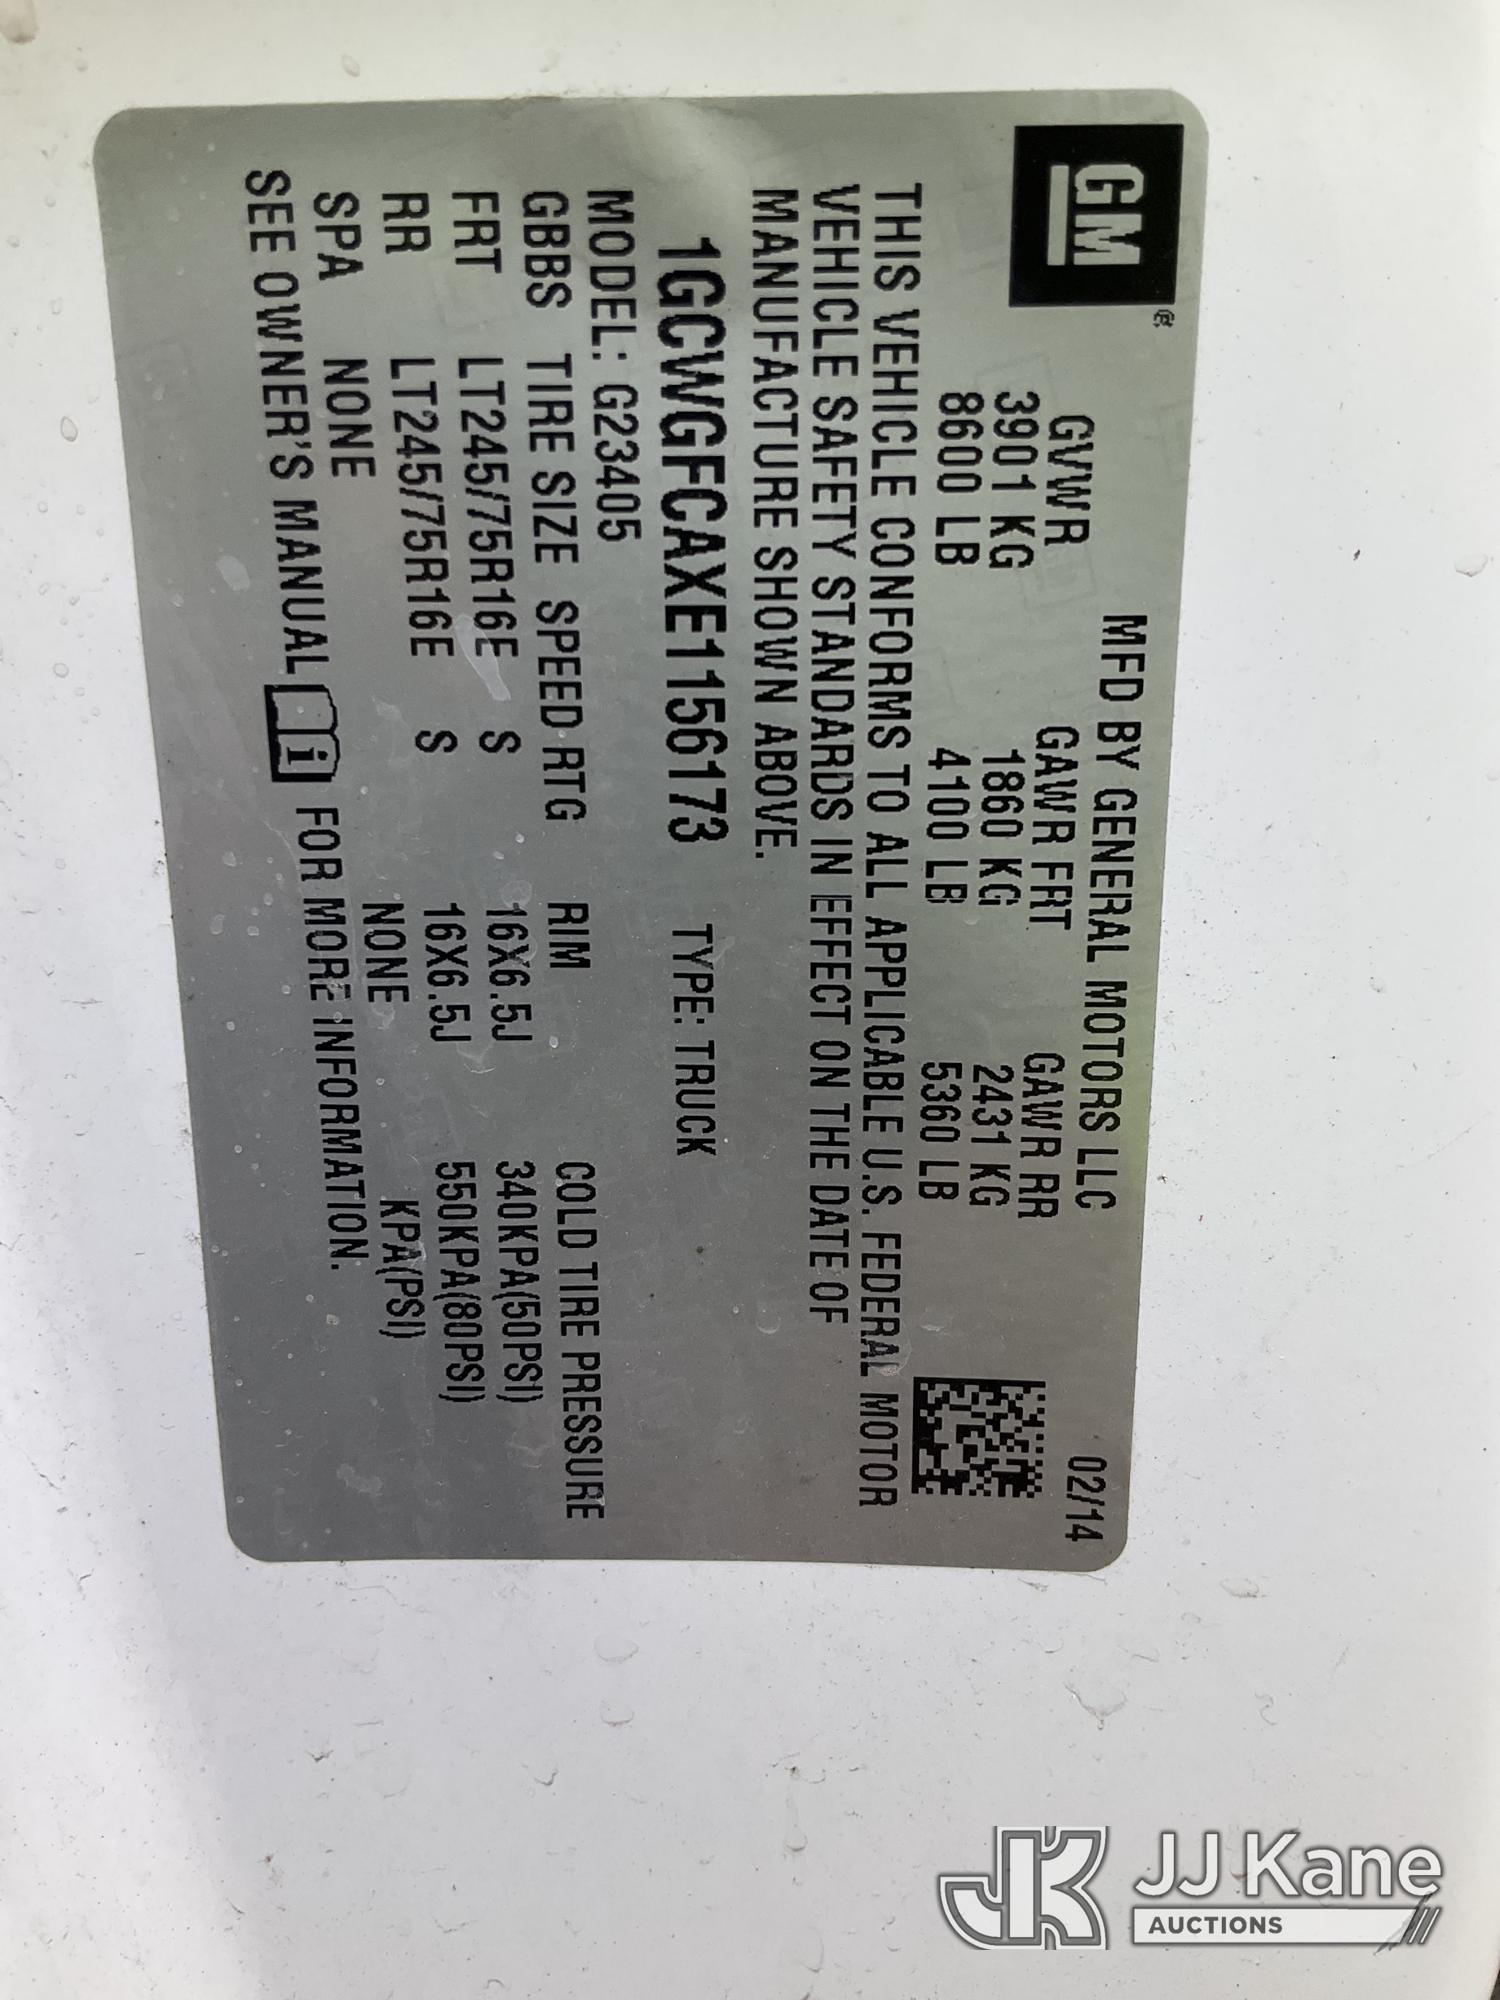 GM ®
MFD BY GENERAL MOTORS LLC 02/14
GVWR GAWR FRT GAWR RR
3901 KG 1860 KG 2431 KG
8600 LB 4100 LB 5360 LB
THIS VEHICLE CONFORMS TO ALL APPLICABLE U.S. FEDERAL MOTOR
VEHICLE SAFETY STANDARDS IN EFFECT ON THE DATE OF
MANUFACTURE SHOWN ABOVE.
1GCWGFCAXE1156173 TYPE: TRUCK
MODEL: G23405
GBBS TIRE SIZE SPEED RTG RIM COLD TIRE PRESSURE
FRT LT245/75R16E S 16X6.5J 340KPA(50PSI)
RR LT245/75R16E S 16X6.5J 550KPA(80PSI)
SPA NONE NONE KPA(PSI)
SEE OWNER'S MANUAL i FOR MORE INFORMATION.
JK JJ Kane
AUCTIONS